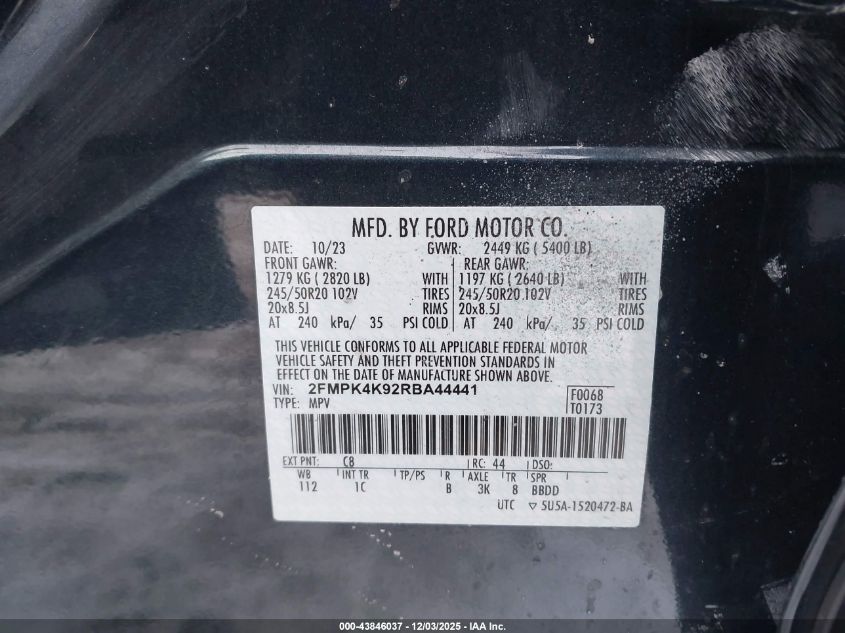 MFD. BY FORD MOTOR CO.
DATE: 10/23 GVWR: 2449 KG ( 5400 LB)
FRONT GAWR: REAR GAWR:
1279 KG ( 2820 LB) WITH 1197 KG ( 2640 LB) WITH
245/50R20 102V TIRES 245/50R20 102V TIRES
20x8.5J RIMS 20x8.5J RIMS
AT 240 kPa/ 35 PSI COLD AT 240 kPa/ 35 PSI COLD
THIS VEHICLE CONFORMS TO ALL APPLICABLE FEDERAL MOTOR
VEHICLE SAFETY AND THEFT PREVENTION STANDARDS IN
EFFECT ON THE DATE OF MANUFACTURE SHOWN ABOVE.
VIN: 2FMPK4K92RBA44441 F0068
TYPE: MPV T0173
EXT PNT: CB RC: 44 DSO:
WB INT TR TP/PS R AXLE TR SPR
112 1C B 3K 8 BBDD
UTC ▽ 5U5A-1520472-BA
000-43846037 - 12/03/2025 - IAA Inc.